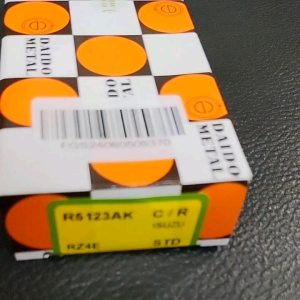 DAIDO METAL
DAIDO METAL
R5123AK C/R
ISUZU
RZ4E STD